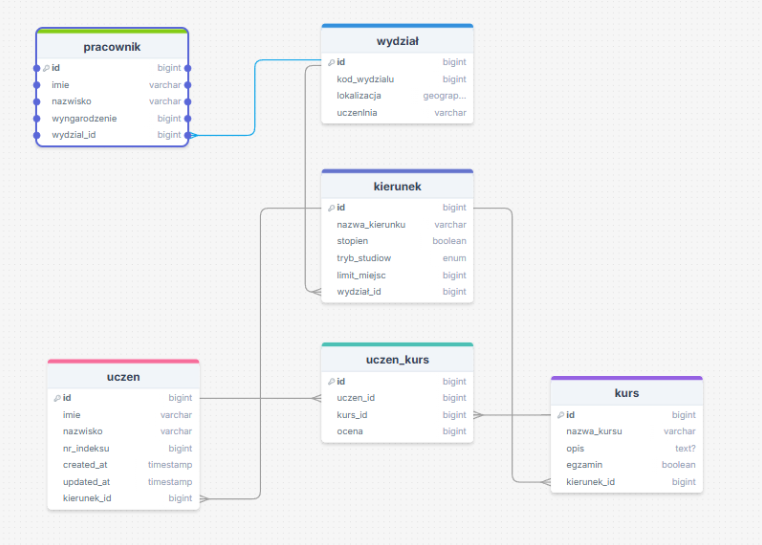 pracownik
id bigint
imie varchar
nazwisko varchar
wyngarodzenie bigint
wydzial_id bigint
wydział
id bigint
kod_wydzialu bigint
lokalizacja geograp...
uczenlnia varchar
kierunek
id bigint
nazwa_kierunku varchar
stopien boolean
tryb_studiow enum
limit_miejsc bigint
wydział_id bigint
uczen_kurs
id bigint
uczen_id bigint
kurs_id bigint
ocena bigint
uczen
id bigint
imie varchar
nazwisko varchar
nr_indeksu bigint
created_at timestamp
updated_at timestamp
kierunek_id bigint
kurs
id bigint
nazwa_kursu varchar
opis text?
egzamin boolean
kierunek_id bigint